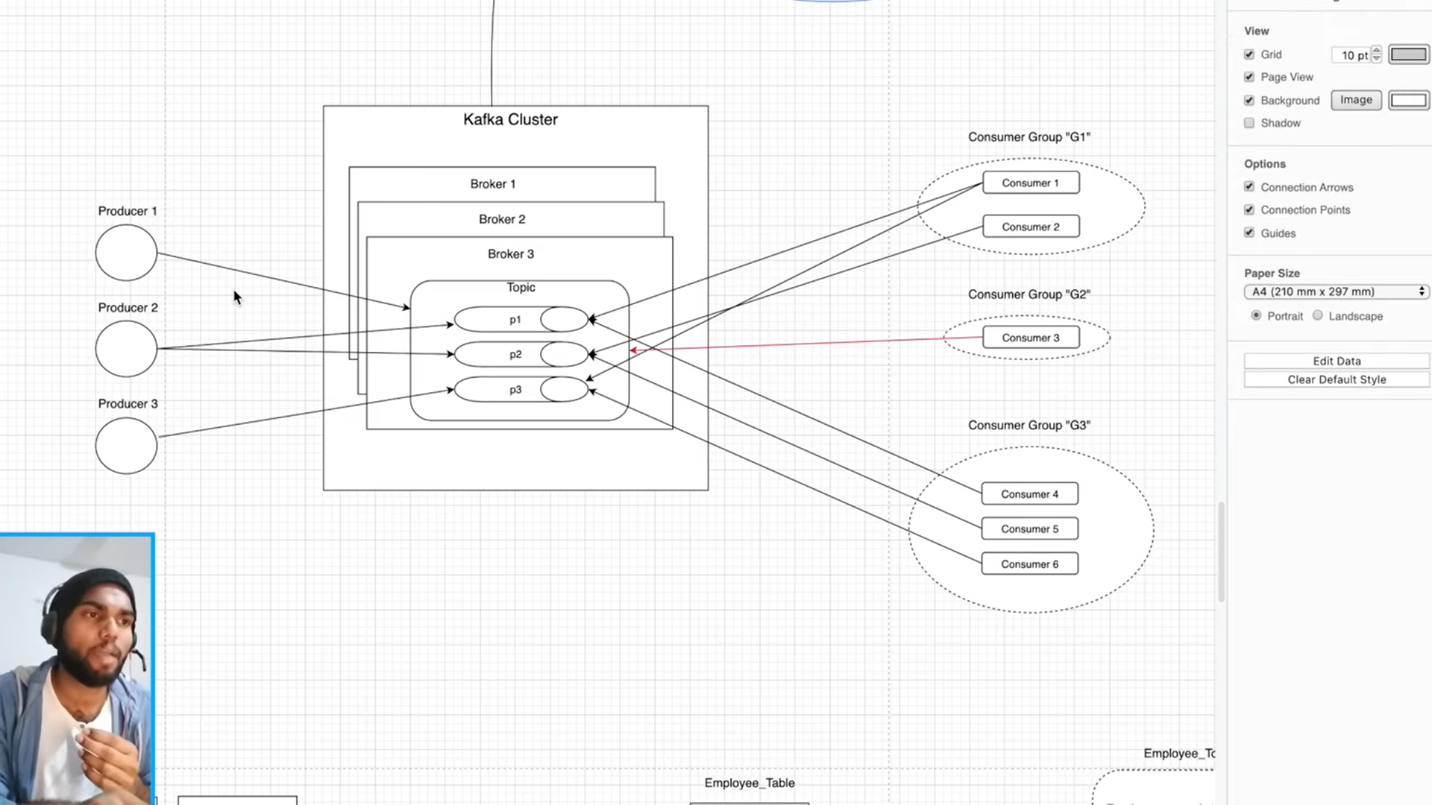 View
Grid
10 pt
Page View
Background
Image
Shadow
Options
Connection Arrows
Connection Points
Guides
Paper Size
A4 (210 mm x 297 mm)
Portrait
Landscape
Edit Data
Clear Default Style
Kafka Cluster
Broker 1
Broker 2
Broker 3
Topic
p1
p2
p3
Producer 1
Producer 2
Producer 3
Consumer Group "G1"
Consumer 1
Consumer 2
Consumer Group "G2"
Consumer 3
Consumer Group "G3"
Consumer 4
Consumer 5
Consumer 6
Employee_Table
Employee_To